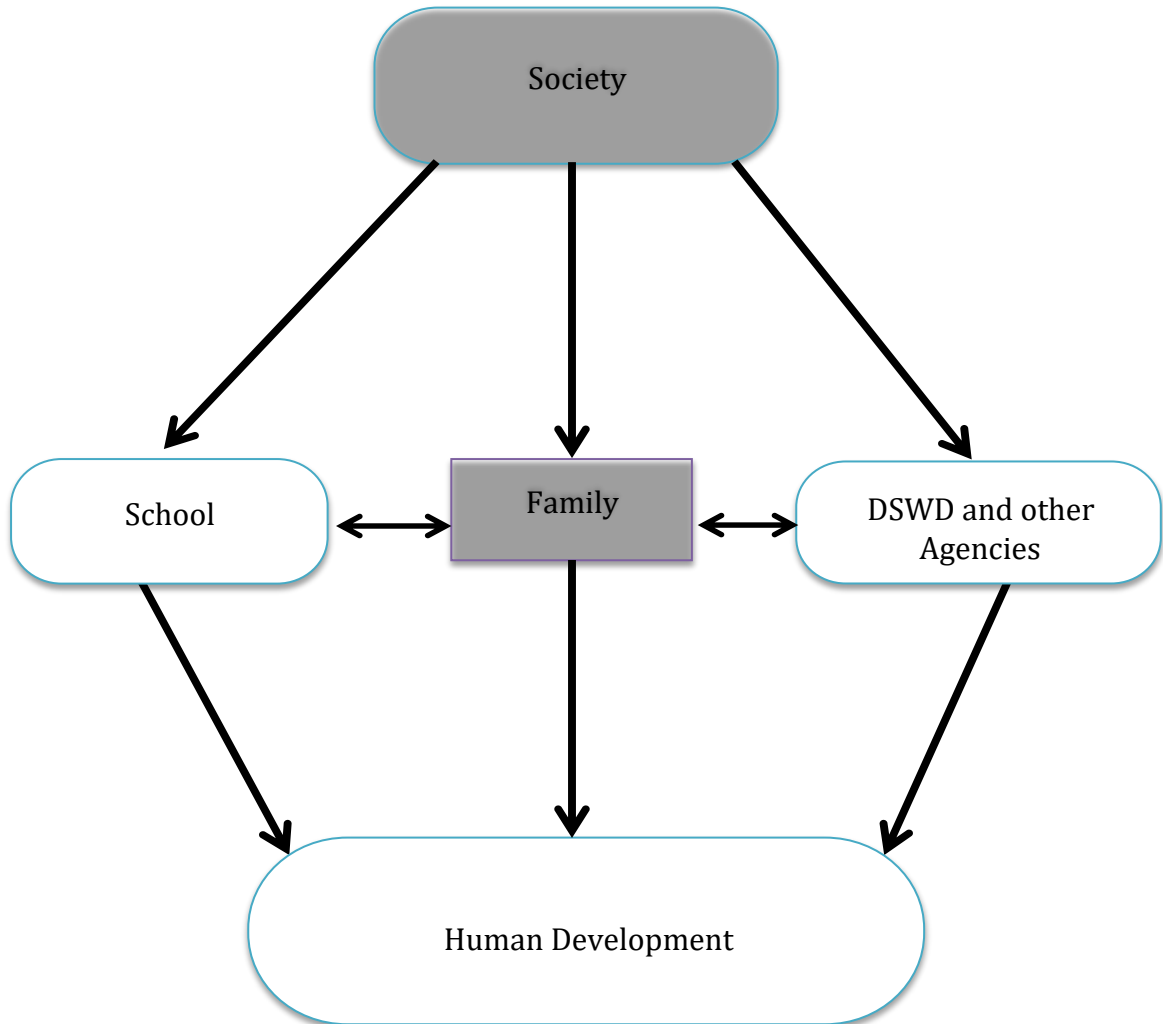 Society
School
Family
DSWD and other
Agencies
Human Development